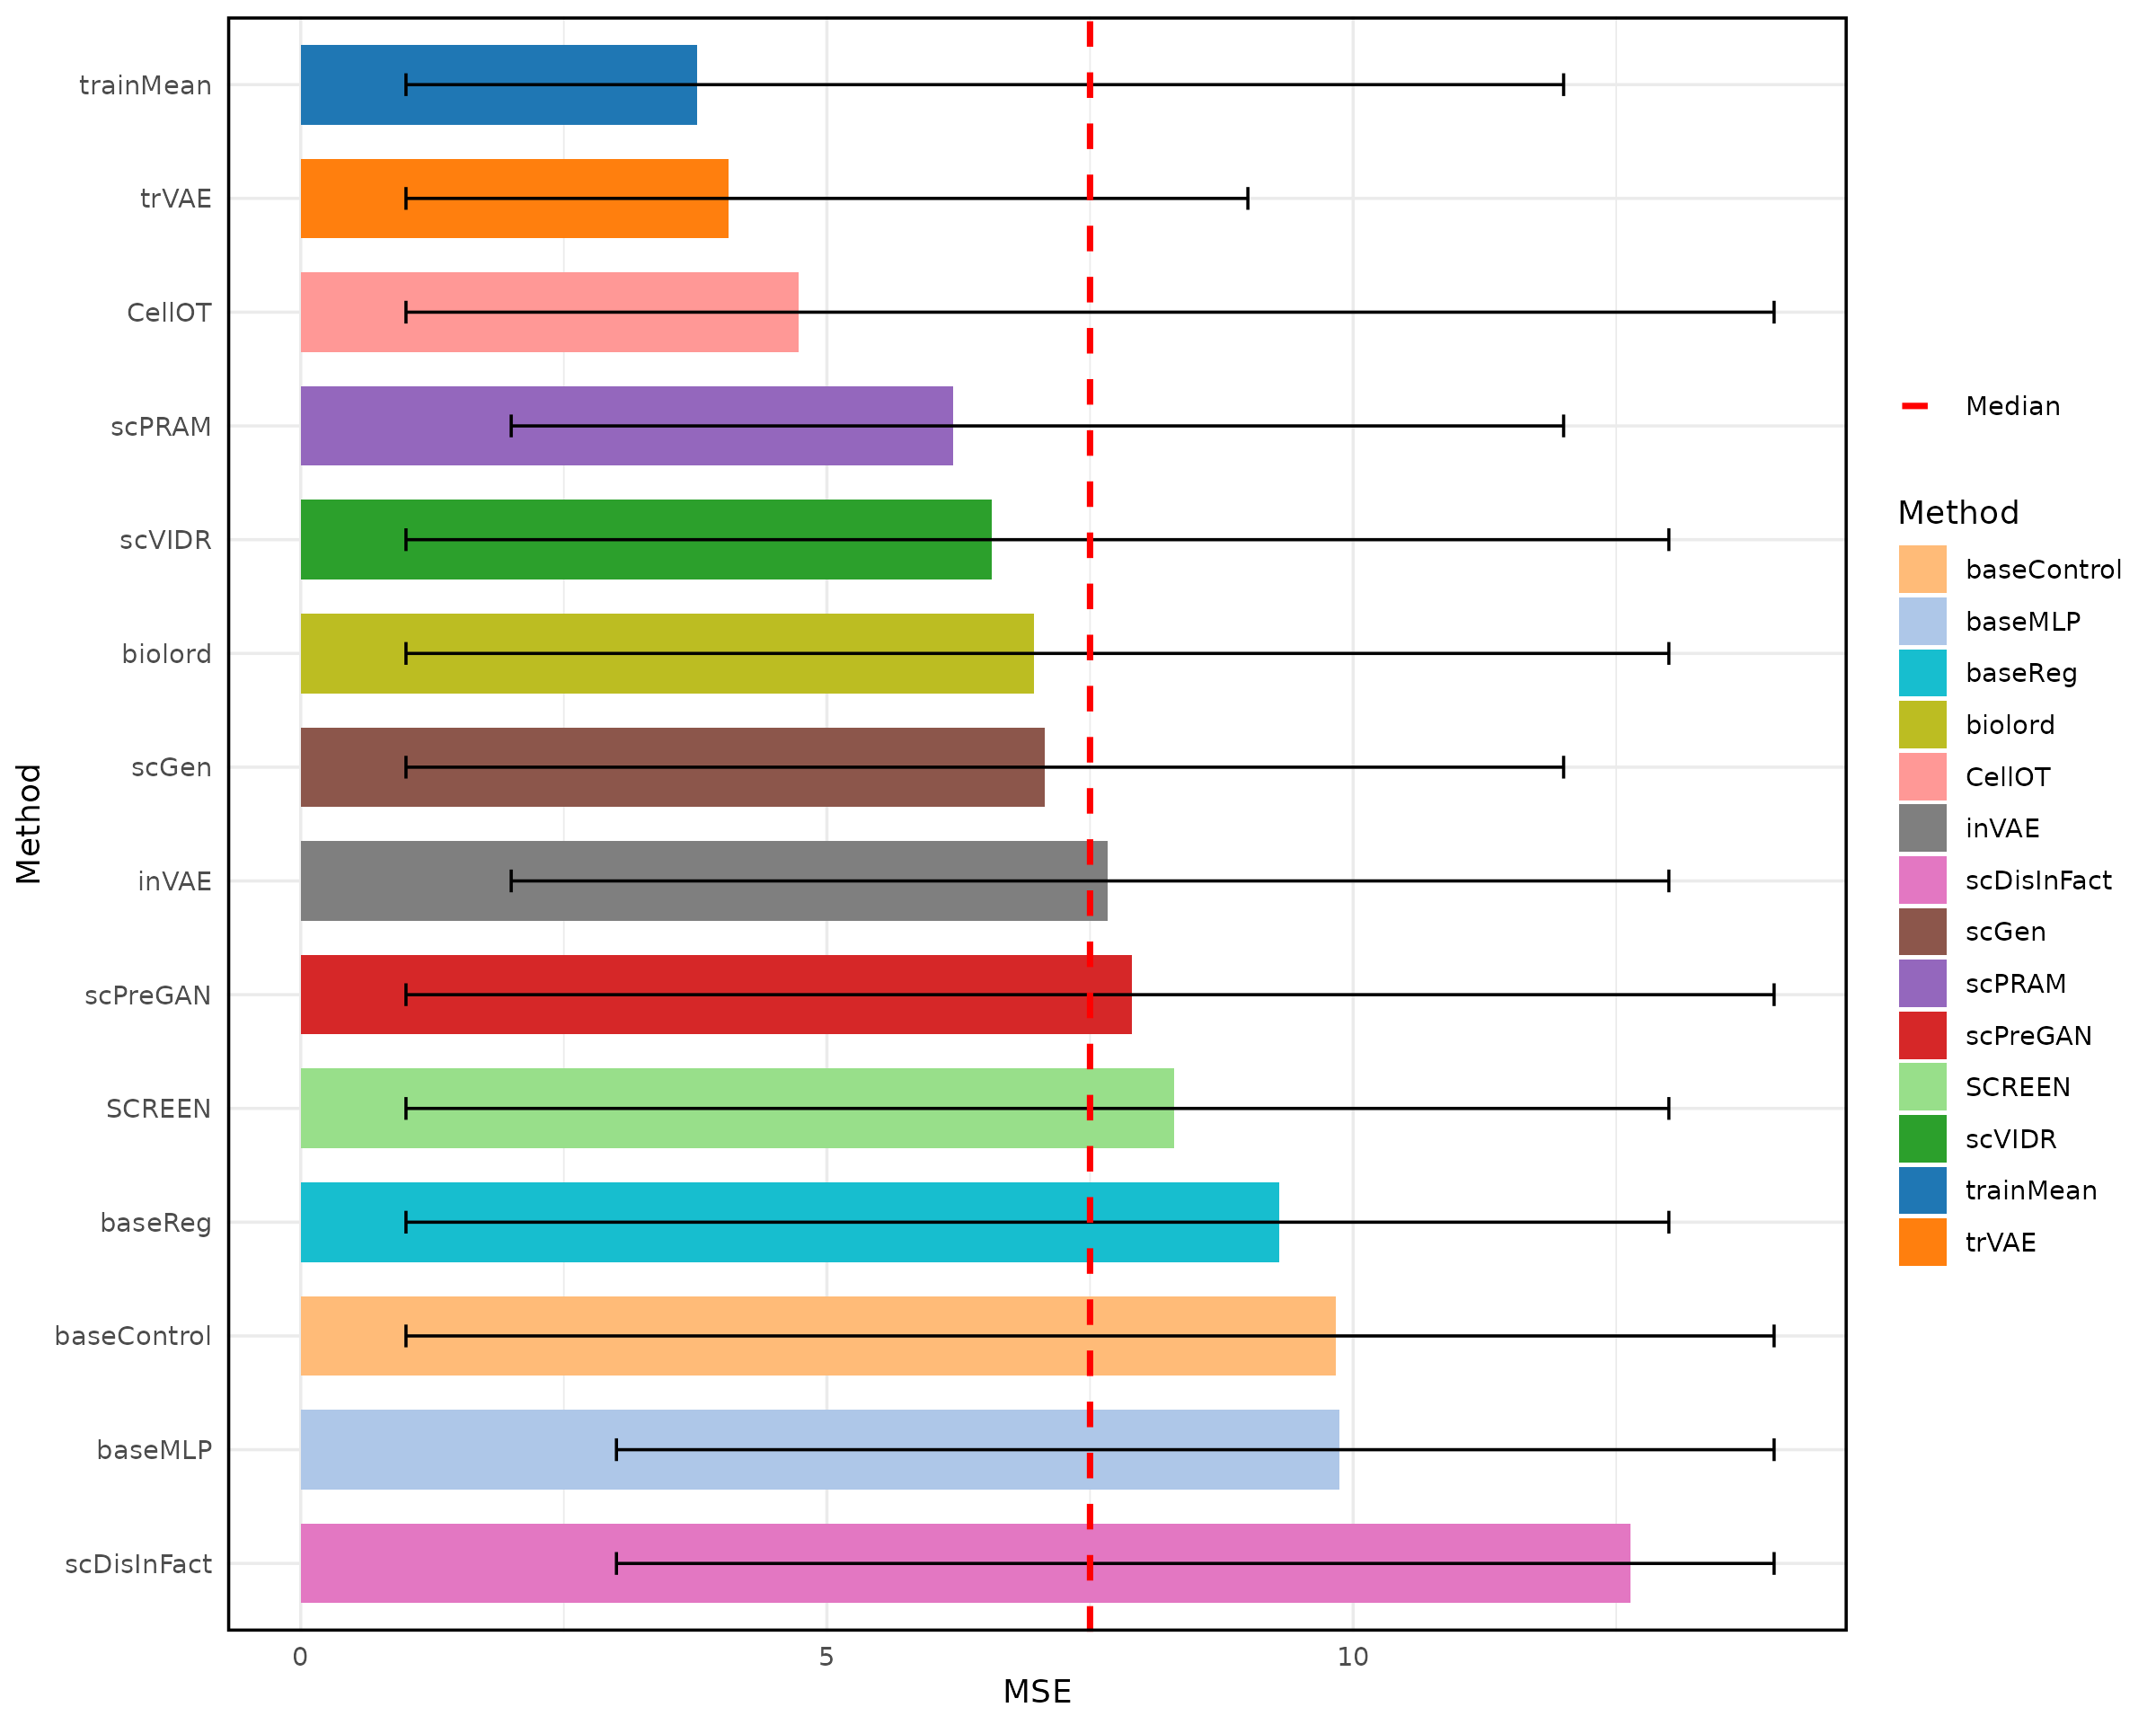 Method
trainMean
trVAE
CellOT
scPRAM
scVIDR
biolord
scGen
inVAE
scPreGAN
SCREEN
baseReg
baseControl
baseMLP
scDisInFact
0 5 10
MSE
Median
Method
baseControl
baseMLP
baseReg
biolord
CellOT
inVAE
scDisInFact
scGen
scPRAM
scPreGAN
SCREEN
scVIDR
trainMean
trVAE